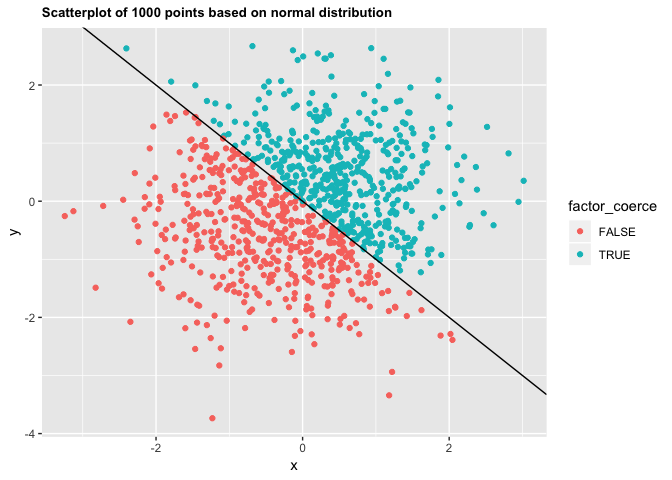 Scatterplot of 1000 points based on normal distribution
2
0
-2
-4
y
-2
0
2
x
factor_coerce
FALSE
TRUE